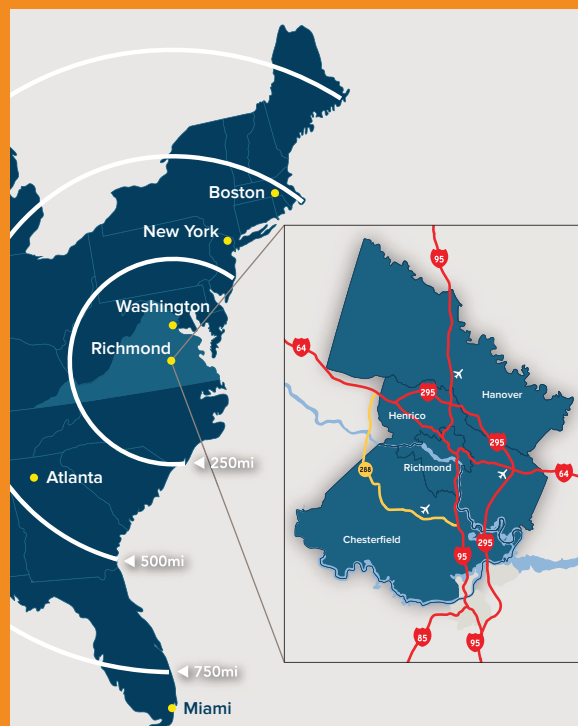 Boston
New York
Washington
Richmond
Atlanta
250mi
500mi
750mi
Miami
95
64
295
Hanover
Henrico
295
288
Richmond
64
Chesterfield
95
295
85
95